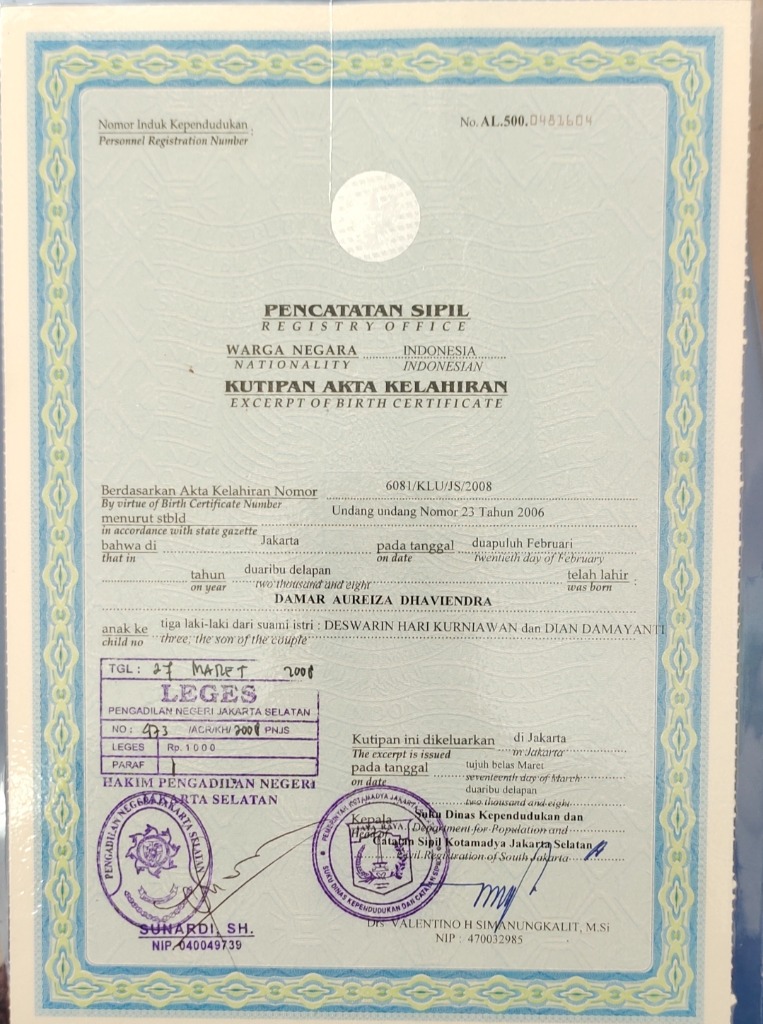 Nomor Induk Kependudukan :
Personnel Registration Number
No. AL.500.0481604
PENCATATAN SIPIL
REGISTRY OFFICE
WARGA NEGARA INDONESIA
NATIONALITY INDONESIAN
KUTIPAN AKTA KELAHIRAN
EXCERPT OF BIRTH CERTIFICATE
Berdasarkan Akta Kelahiran Nomor 6081/KLU/JS/2008
By virtue of Birth Certificate Number
menurut stbld Undang undang Nomor 23 Tahun 2006
in accordance with state gazette
bahwa di Jakarta pada tanggal duapuluh Februari
that in on date twentieth day of February
tahun duaribu delapan telah lahir :
on year two thousand and eight was born
DAMAR AUREIZA DHAVIENDRA
anak ke tiga laki-laki dari suami istri : DESWARIN HARI KURNIAWAN dan DIAN DAMAYANTI
child no three, the son of the couple
TGL : 27 MARET 2008
LEGES
PENGADILAN NEGERI JAKARTA SELATAN
NO : 473 /ACR/KH/2008 PNJS
LEGES Rp. 1000
PARAF
HAKIM PENGADILAN NEGERI
JAKARTA SELATAN
PENGADILAN NEGERI JAKARTA SELATAN
SUNARDI, SH.
NIP. 040049739
Kutipan ini dikeluarkan di Jakarta
The excerpt is issued in Jakarta
pada tanggal tujuh belas Maret
on date seventeenth day of March
duaribu delapan
two thousand and eight
Kepala Suku Dinas Kependudukan dan
Head of Department for Population and
Catatan Sipil Kotamadya Jakarta Selatan
Civil Registration of South Jakarta
JAYA RAYA
SUKU DINAS KEPENDUDUKAN DAN CATATAN SIPIL
Drs. VALENTINO H SIMANUNGKALIT, M.Si
NIP : 470032985